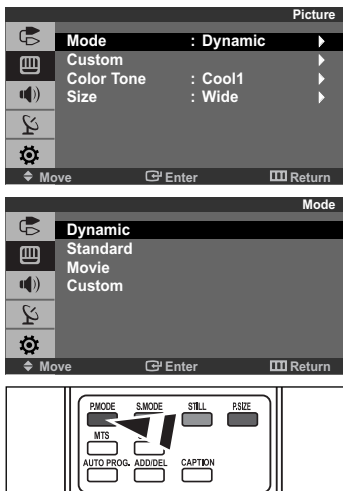 Picture
Mode : Dynamic
Custom
Color Tone : Cool1
Size : Wide
Move Enter Return
Mode
Dynamic
Standard
Movie
Custom
Move Enter Return
P.MODE S.MODE STILL P.SIZE
MTS
AUTO PROG. ADD/DEL CAPTION